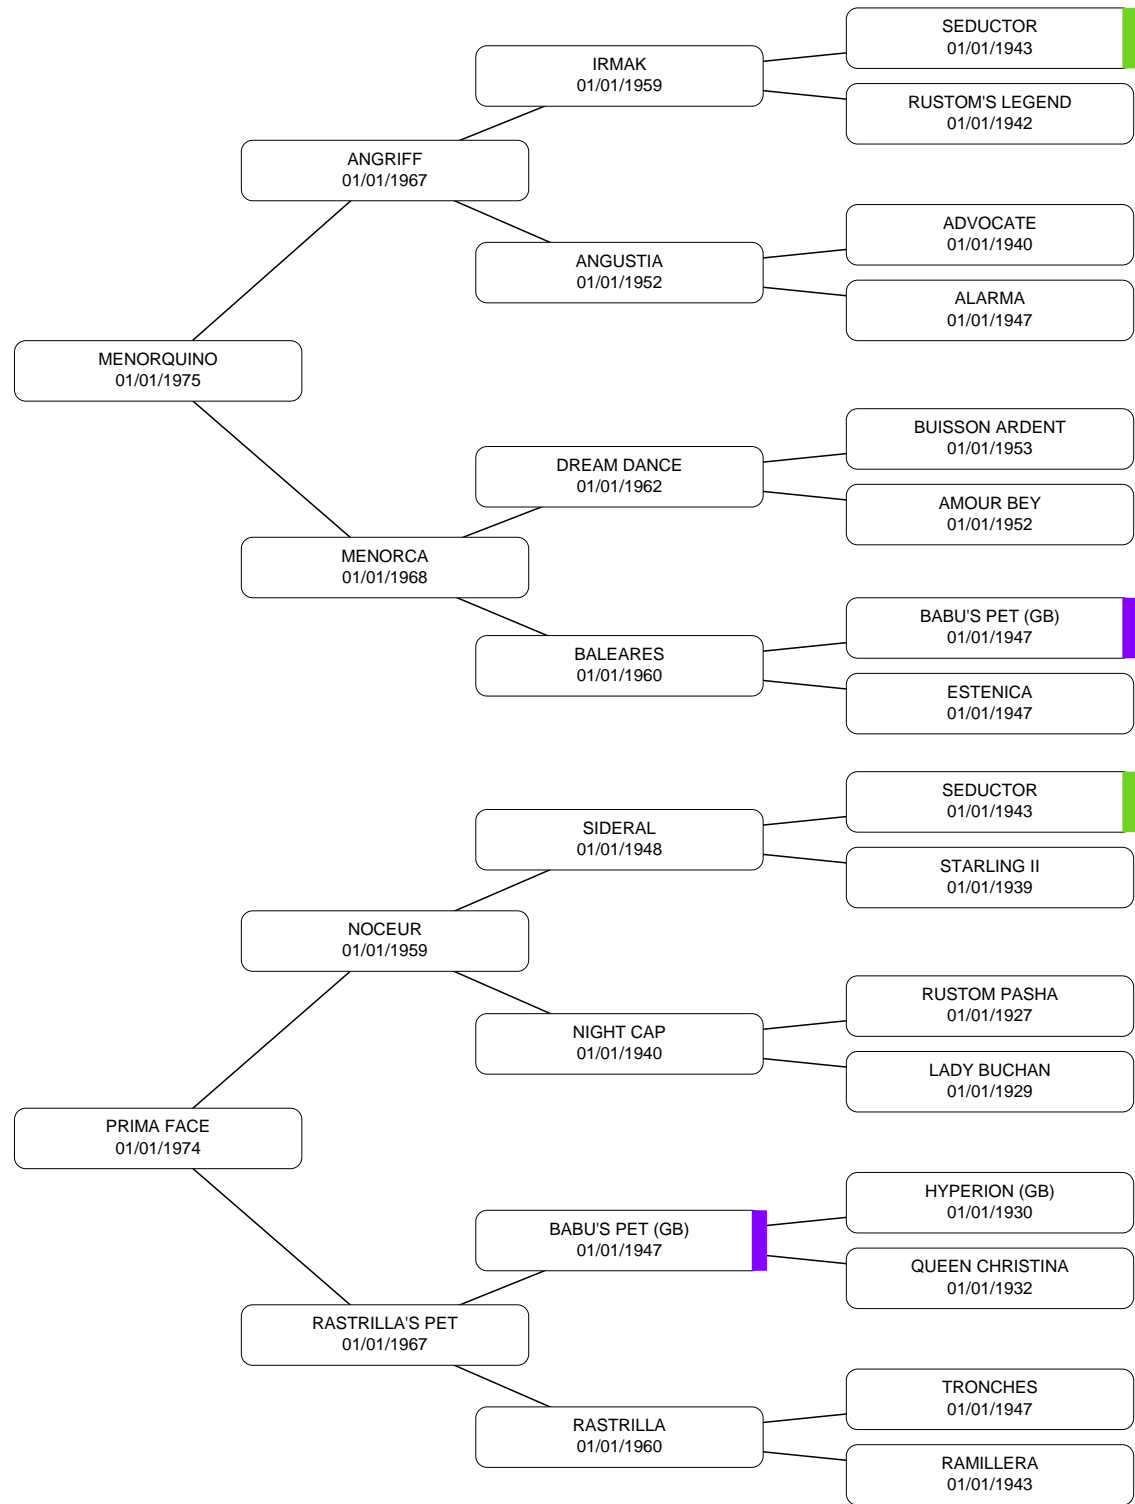 SEDUCTOR
01/01/1943
IRMAK
01/01/1959
RUSTOM'S LEGEND
01/01/1942
ANGRIFF
01/01/1967
ADVOCATE
01/01/1940
ANGUSTIA
01/01/1952
ALARMA
01/01/1947
MENORQUINO
01/01/1975
BUISSON ARDENT
01/01/1953
DREAM DANCE
01/01/1962
AMOUR BEY
01/01/1952
MENORCA
01/01/1968
BABU'S PET (GB)
01/01/1947
BALEARES
01/01/1960
ESTENICA
01/01/1947
SEDUCTOR
01/01/1943
SIDERAL
01/01/1948
STARLING II
01/01/1939
NOCEUR
01/01/1959
RUSTOM PASHA
01/01/1927
NIGHT CAP
01/01/1940
LADY BUCHAN
01/01/1929
PRIMA FACE
01/01/1974
HYPERION (GB)
01/01/1930
BABU'S PET (GB)
01/01/1947
QUEEN CHRISTINA
01/01/1932
RASTRILLA'S PET
01/01/1967
TRONCHES
01/01/1947
RASTRILLA
01/01/1960
RAMILLERA
01/01/1943